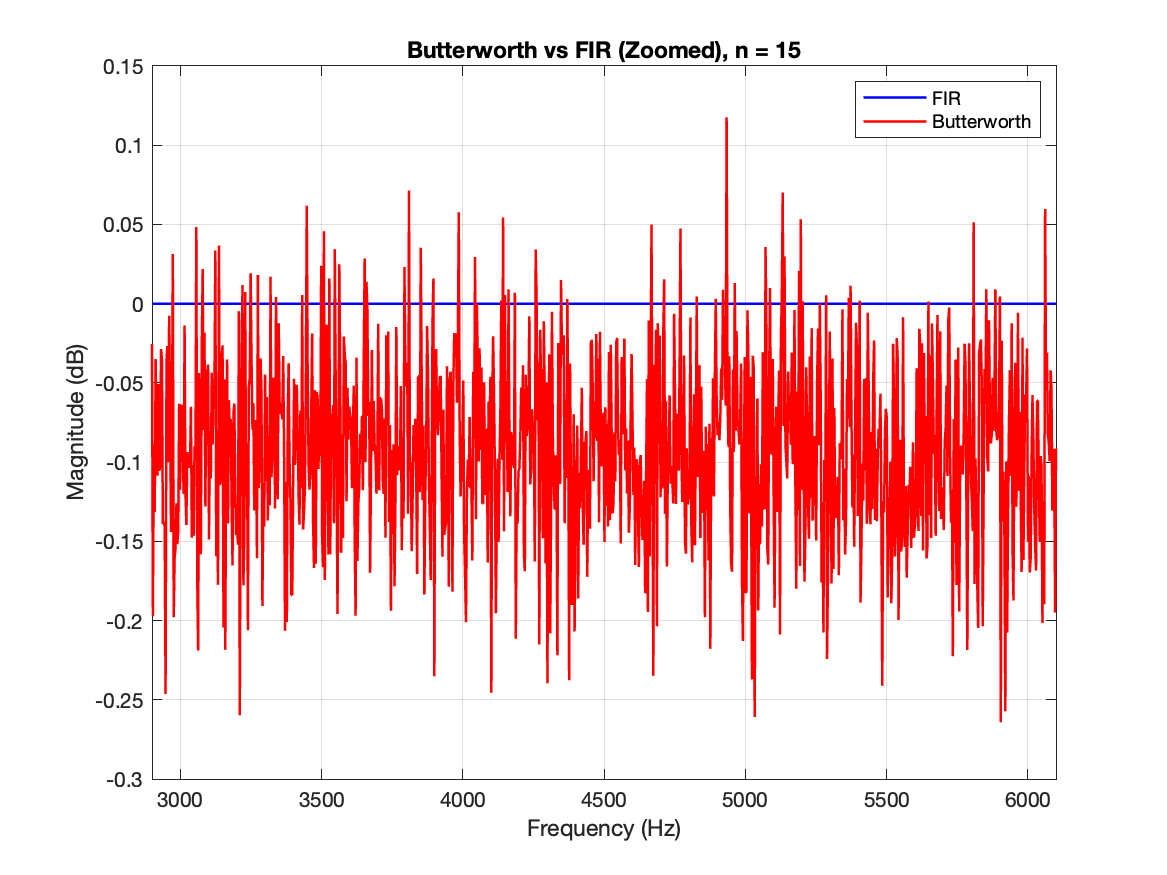 Butterworth vs FIR (Zoomed), n = 15
0.15
0.1
0.05
0
-0.05
-0.1
-0.15
-0.2
-0.25
-0.3
Magnitude (dB)
FIR
Butterworth
3000 3500 4000 4500 5000 5500 6000
Frequency (Hz)